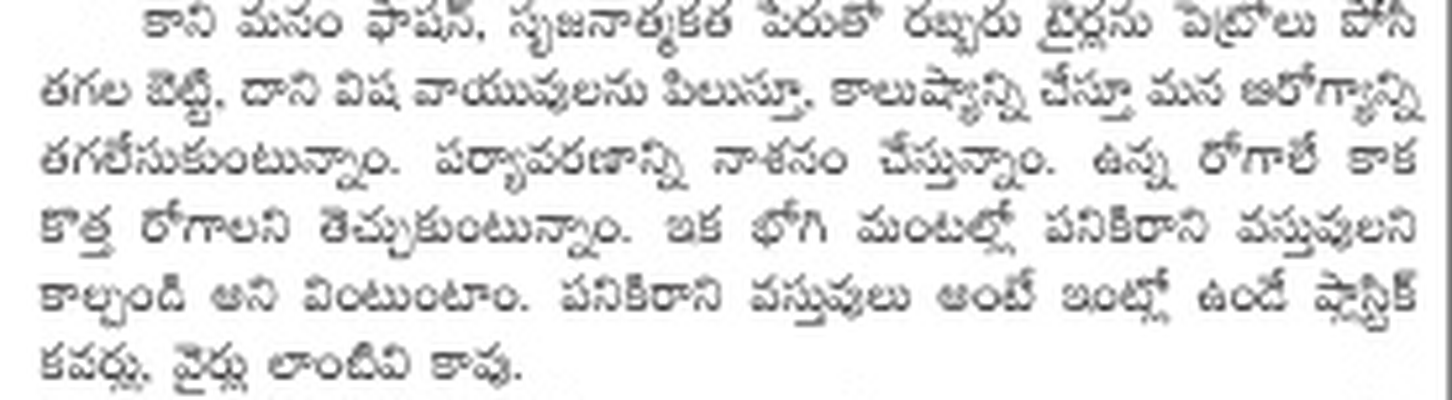 కాని మనం ఫ్యాషన్, సృజనాత్మకత పేరుతో రబ్బరు టైర్లను పెట్రోలు పోసి
తగల బెట్టి, దాని విష వాయువులను పిలుస్తూ, కాలుష్యాన్ని చేస్తూ మన ఆరోగ్యాన్ని
తగలేసుకుంటున్నాం. పర్యావరణాన్ని నాశనం చేస్తున్నాం. ఉన్న రోగాలే కాక
కొత్త రోగాలని తెచ్చుకుంటున్నాం. ఇక భోగి మంటల్లో పనికిరాని వస్తువులని
కాల్చండి అని వింటుంటాం. పనికిరాని వస్తువులు అంటే ఇంట్లో ఉండే ప్లాస్టిక్
కవర్లు, వైర్లు లాంటివి కావు.